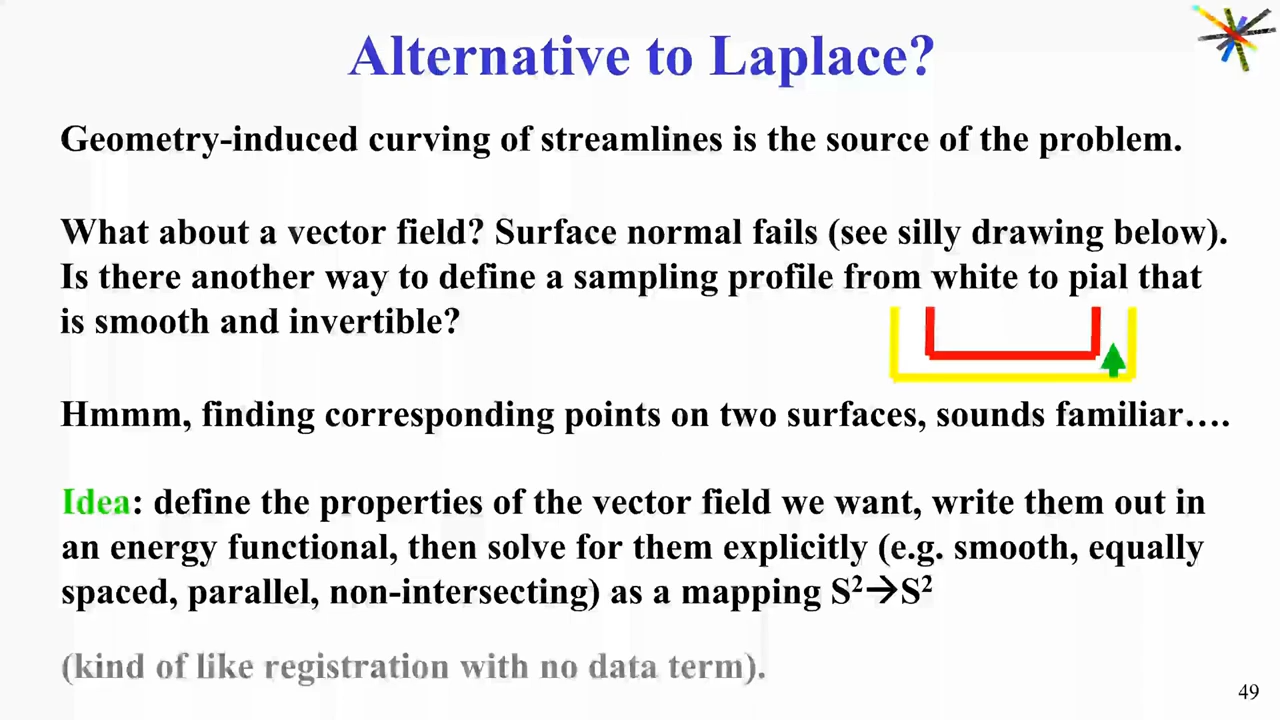 Alternative to Laplace?
Geometry-induced curving of streamlines is the source of the problem.
What about a vector field? Surface normal fails (see silly drawing below).
Is there another way to define a sampling profile from white to pial that
is smooth and invertible?
Hmmm, finding corresponding points on two surfaces, sounds familiar….
Idea: define the properties of the vector field we want, write them out in
an energy functional, then solve for them explicitly (e.g. smooth, equally
spaced, parallel, non-intersecting) as a mapping S²→S²
(kind of like registration with no data term).
49